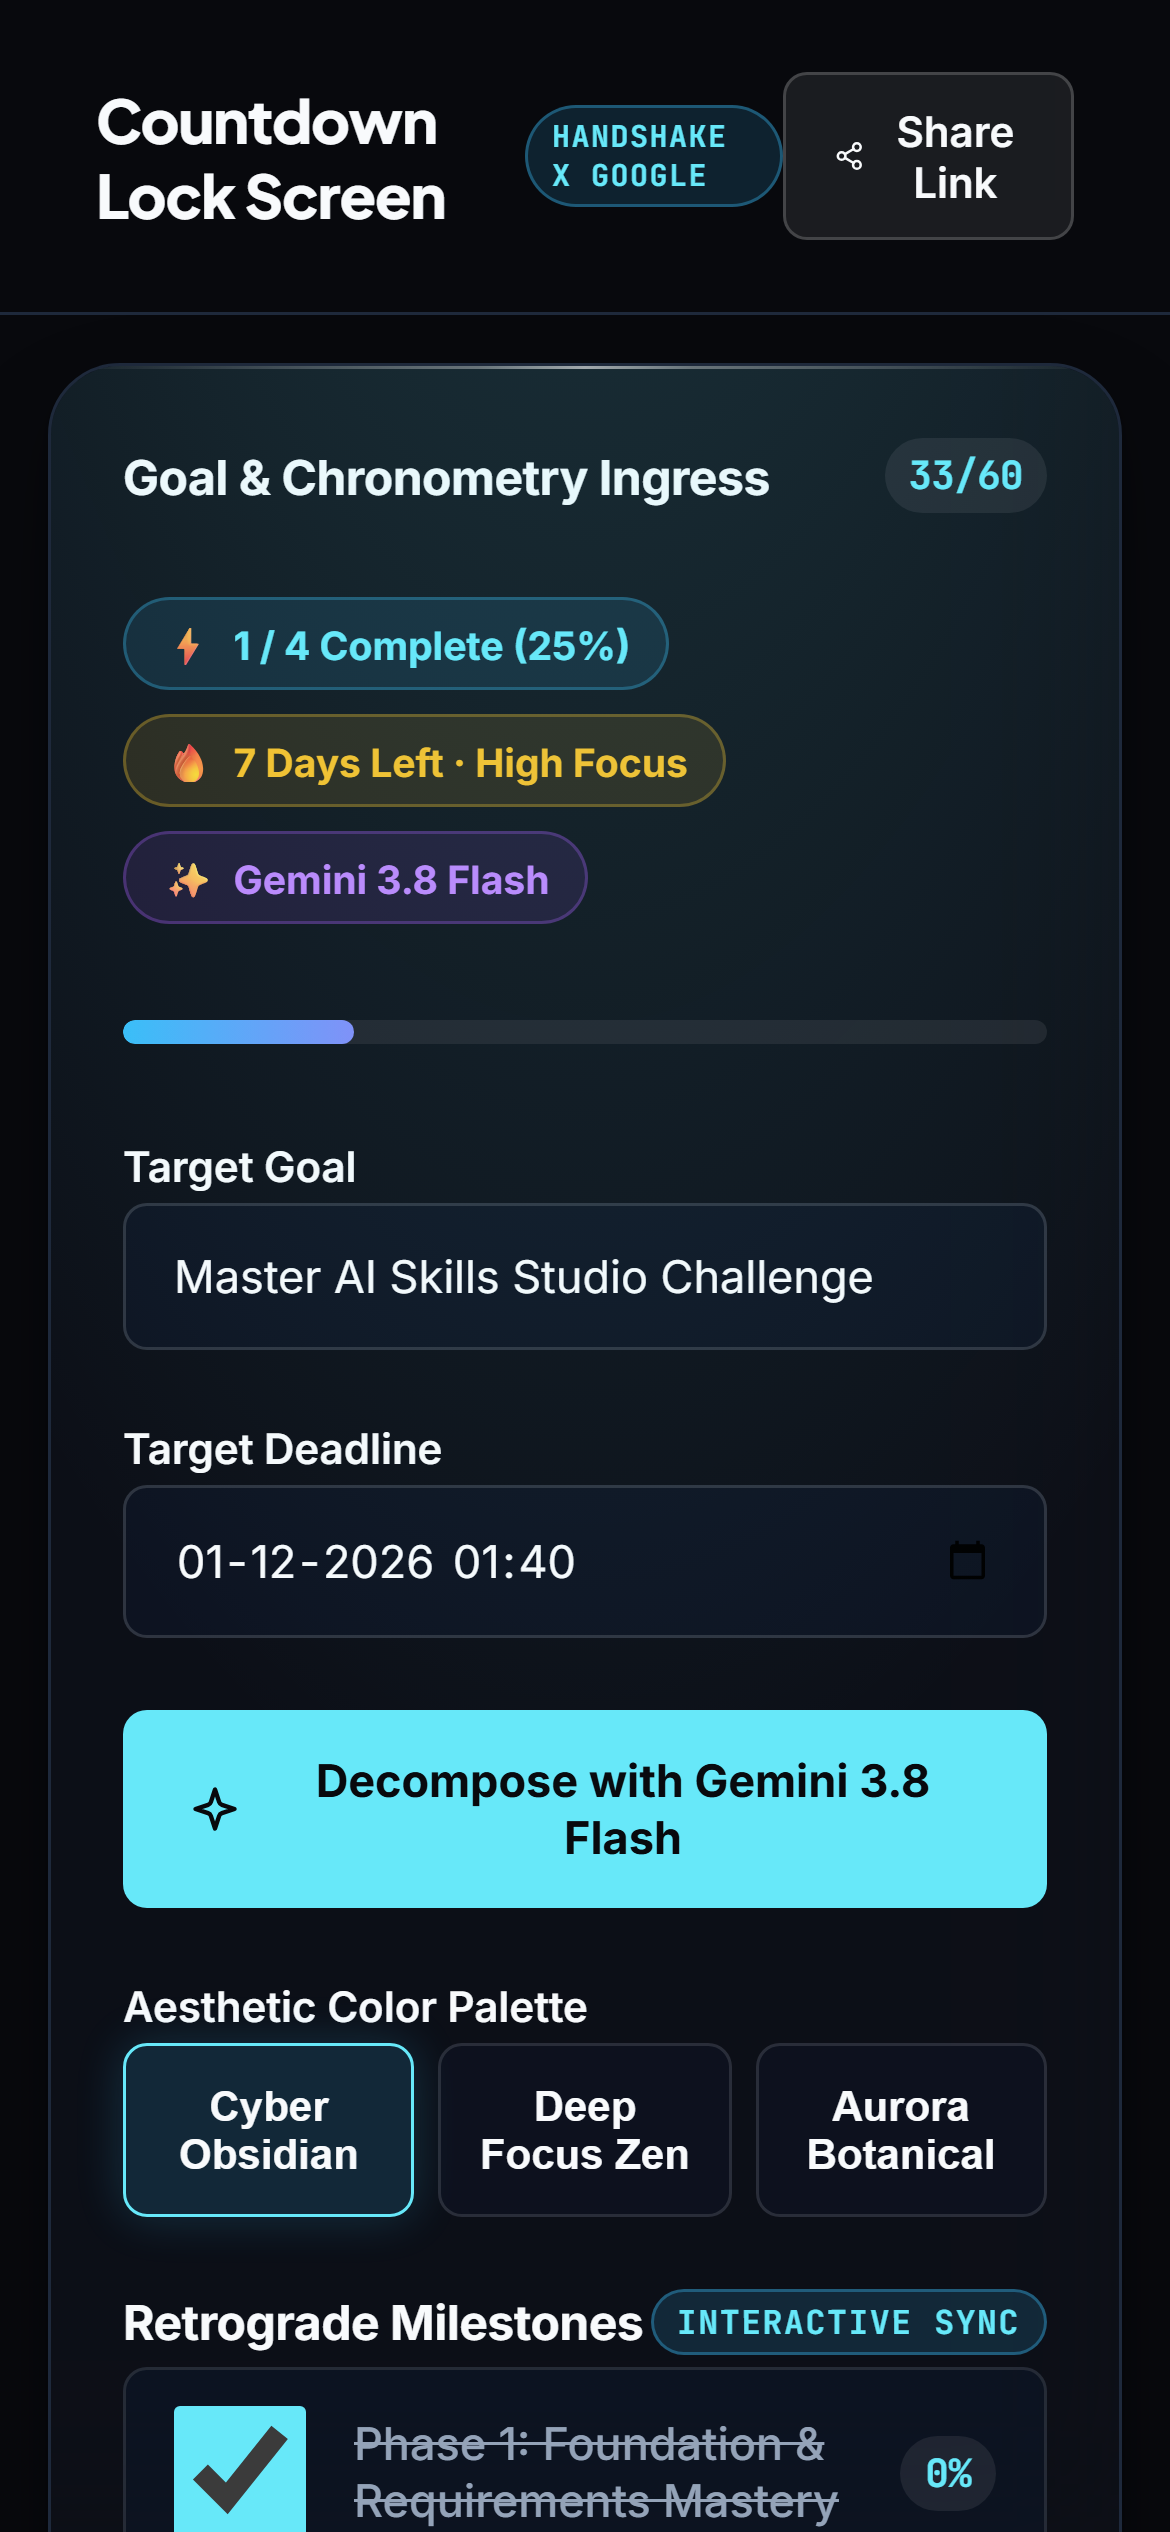 Countdown
Lock Screen
HANDSHAKE
X GOOGLE
Share
Link
Goal & Chronometry Ingress
33/60
1 / 4 Complete (25%)
7 Days Left · High Focus
Gemini 3.8 Flash
Target Goal
Master AI Skills Studio Challenge
Target Deadline
01-12-2026 01:40
Decompose with Gemini 3.8
Flash
Aesthetic Color Palette
Cyber
Obsidian
Deep
Focus Zen
Aurora
Botanical
Retrograde Milestones
INTERACTIVE SYNC
Phase 1: Foundation &
Requirements Mastery
0%